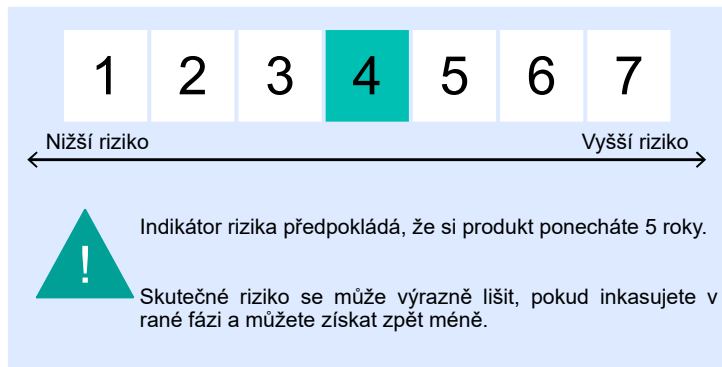 1 2 3 4 5 6 7
Nižší riziko Vyšší riziko
Indikátor rizika předpokládá, že si produkt ponecháte 5 roky.
!
Skutečné riziko se může výrazně lišit, pokud inkasujete v
rané fázi a můžete získat zpět méně.